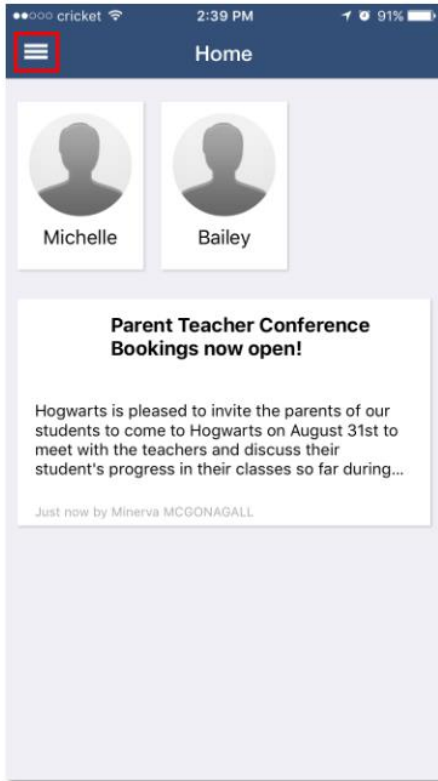 cricket 2:39 PM 91%
Home
Michelle Bailey
Parent Teacher Conference
Bookings now open!
Hogwarts is pleased to invite the parents of our
students to come to Hogwarts on August 31st to
meet with the teachers and discuss their
student's progress in their classes so far during...
Just now by Minerva MCGONAGALL